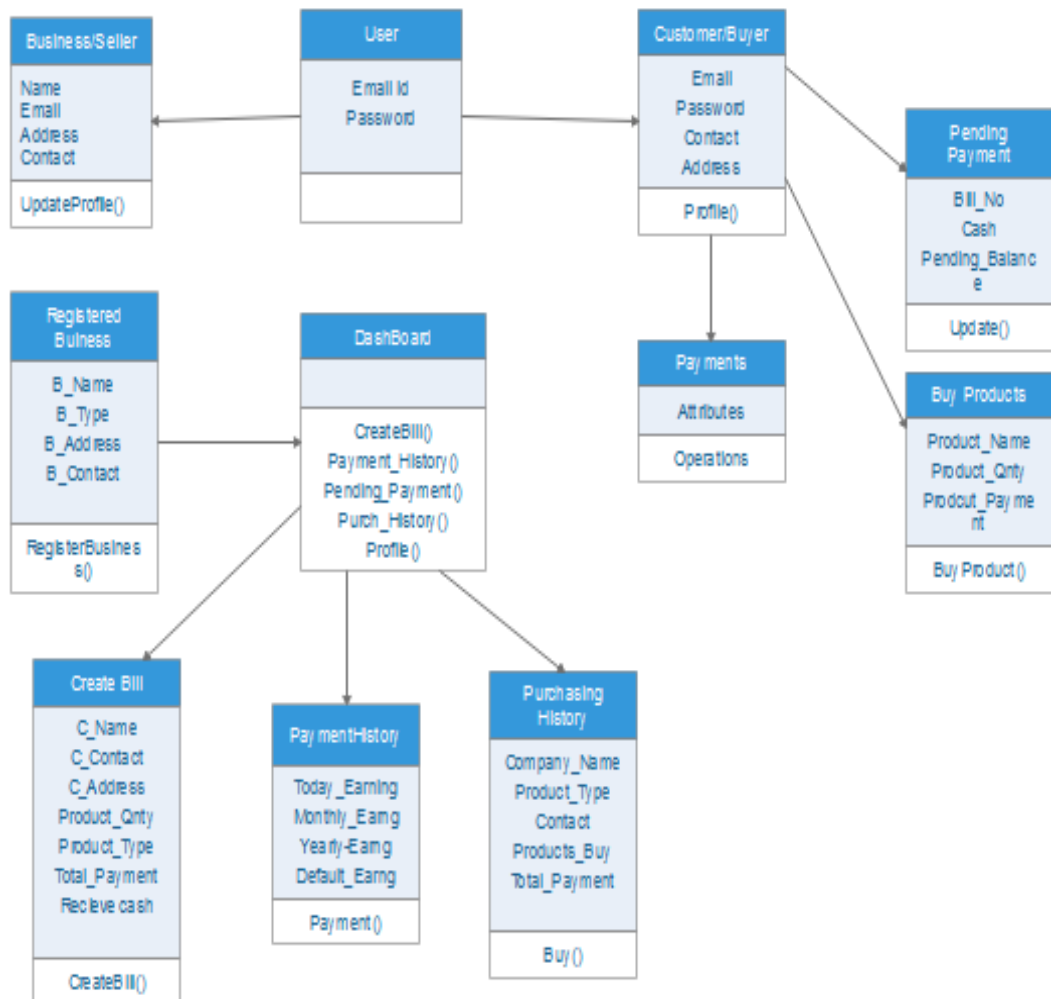 Business/Seller
Name
Email
Address
Contact
UpdateProfile()
User
Email Id
Password
Customer/Buyer
Email
Password
Contact
Address
Profile()
Pending
Payment
Bill_No
Cash
Pending_Balanc
e
Update()
Registered
Buiness
B_Name
B_Type
B_Address
B_Contact
RegisterBusines
s()
DashBoard
CreateBill()
Payment_History()
Pending_Payment()
Purch_History()
Profile()
Payments
Attributes
Operations
Buy Products
Product_Name
Product_Qnty
Prodcut_Payme
nt
Buy Product()
Create Bill
C_Name
C_Contact
C_Address
Product_Qnty
Product_Type
Total_Payment
Recieve cash
CreateBill()
PaymentHistory
Today_Earning
Monthly_Earng
Yearly-Earng
Default_Earng
Payment()
Purchasing
History
Company_Name
Product_Type
Contact
Products_Buy
Total_Payment
Buy()